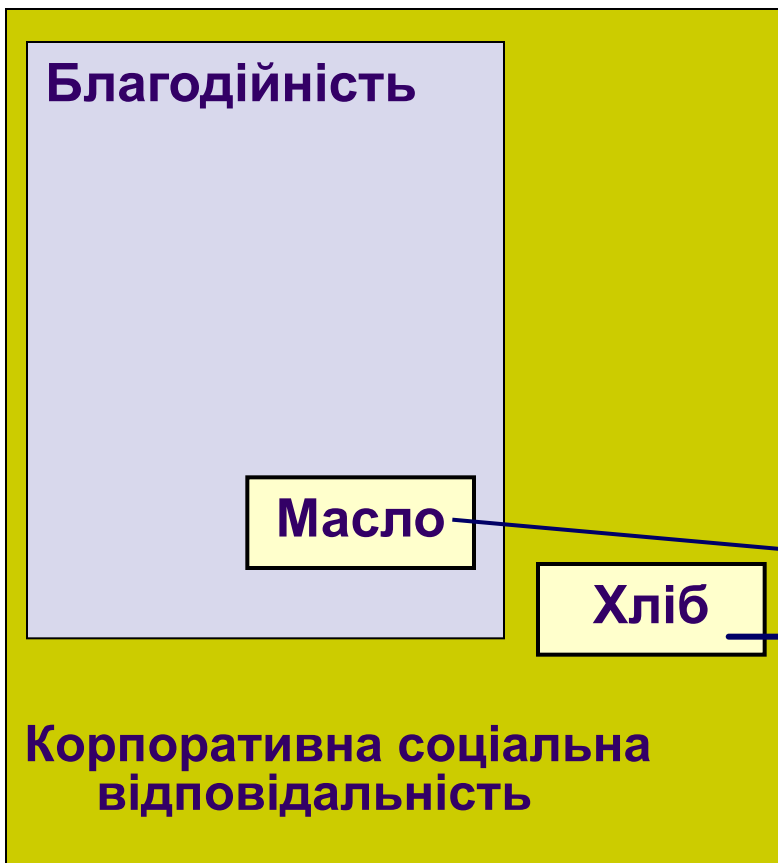 Благодійність
Масло
Хліб
Корпоративна соціальна
відповідальність